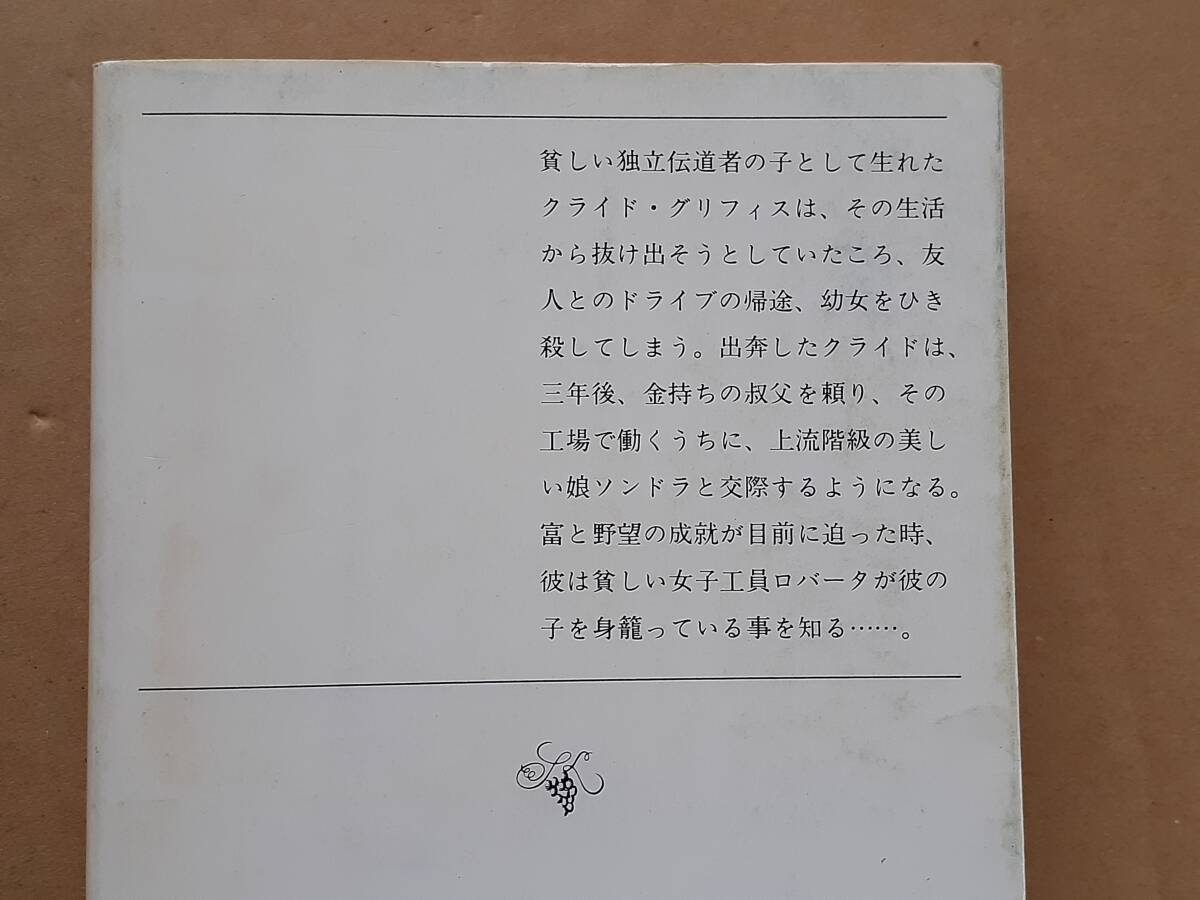 貧しい独立伝道者の子として生れた
クライド・グリフィスは、その生活
から抜け出そうとしていたころ、友
人とのドライブの帰途、幼女をひき
殺してしまう。出奔したクライドは、
三年後、金持ちの叔父を頼り、その
工場で働くうちに、上流階級の美し
い娘ソンドラと交際するようになる。
富と野望の成就が目前に迫った時、
彼は貧しい女子工員ロバータが彼の
子を身籠っている事を知る……。